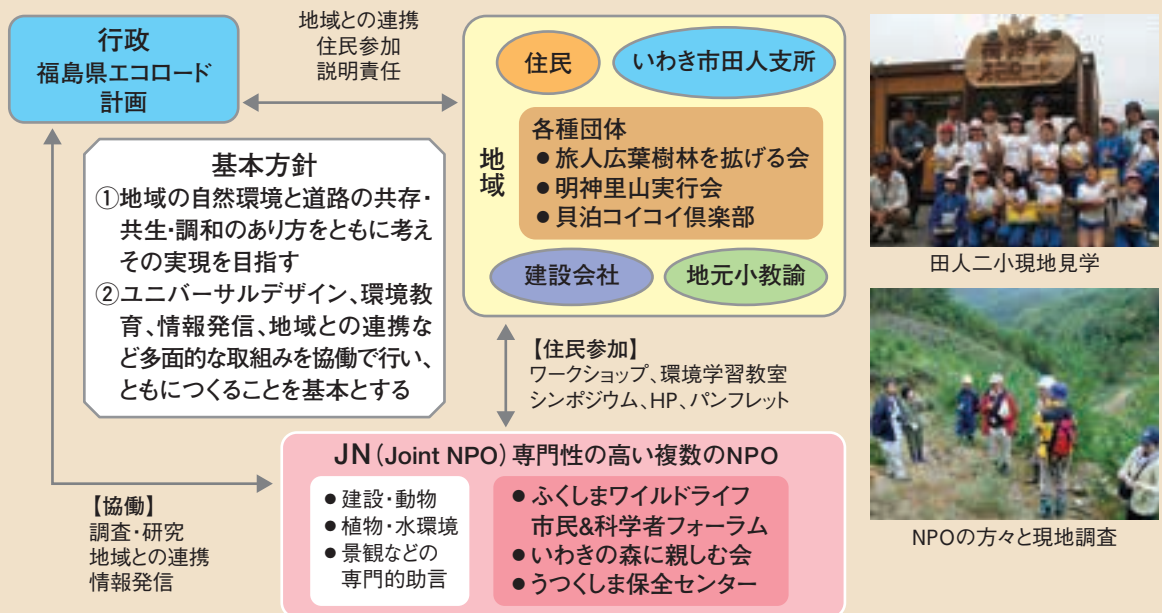 行政
福島県エコロード
計画
地域との連携
住民参加
説明責任
住民
いわき市田人支所
地域
各種団体
● 旅人広葉樹林を拡げる会
● 明神里山実行会
● 貝泊コイコイ倶楽部
建設会社
地元小教諭
基本方針
①地域の自然環境と道路の共存・
共生・調和のあり方をともに考え
その実現を目指す
②ユニバーサルデザイン、環境教
育、情報発信、地域との連携な
ど多面的な取組みを協働で行い、
ともにつくることを基本とする
【住民参加】
ワークショップ、環境学習教室
シンポジウム、HP、パンフレット
JN(Joint NPO)専門性の高い複数のNPO
● 建設・動物
● 植物・水環境
● 景観などの
専門的助言
● ふくしまワイルドライフ
市民&科学者フォーラム
● いわきの森に親しむ会
● うつくしま保全センター
【協働】
調査・研究
地域との連携
情報発信
田人二小現地見学
NPOの方々と現地調査